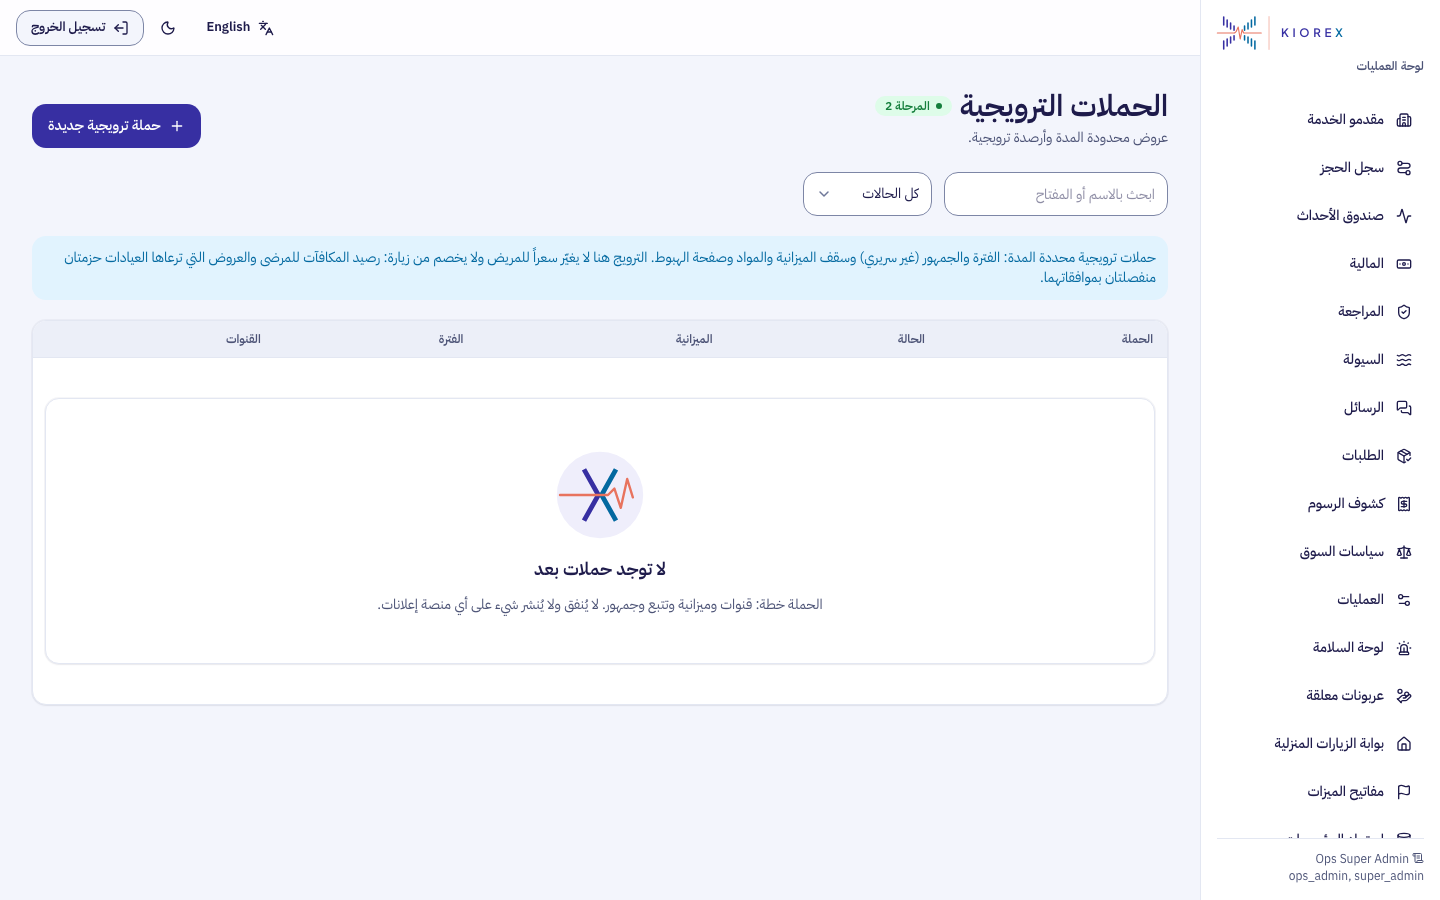 KIOREX
لوحة العمليات
مقدمو الخدمة
سجل الحجز
صندوق الأحداث
المالية
المراجعة
السيولة
الرسائل
الطلبات
كشوف الرسوم
سياسات السوق
العمليات
لوحة السلامة
عربونات معلقة
بوابة الزيارات المنزلية
مفاتيح الميزات
Ops Super Admin
ops_admin, super_admin
English
تسجيل الخروج
الحملات الترويجية
المرحلة 2
عروض محدودة المدة وأرصدة ترويجية.
حملة ترويجية جديدة
ابحث بالاسم أو المفتاح
كل الحالات
حملات ترويجية محددة المدة: الفترة والجمهور (غير سريري) وسقف الميزانية والمواد وصفحة الهبوط. الترويج هنا لا يغيّر سعراً للمريض ولا يخصم من زيارة: رصيد المكافآت للمرضى والعروض التي ترعاها العيادات حزمتان
منفصلتان بموافقاتهما.
الحملة الحالة الميزانية الفترة القنوات
لا توجد حملات بعد
الحملة خطة: قنوات وميزانية وتتبع وجمهور. لا يُنفق ولا يُنشر شيء على أي منصة إعلانات.